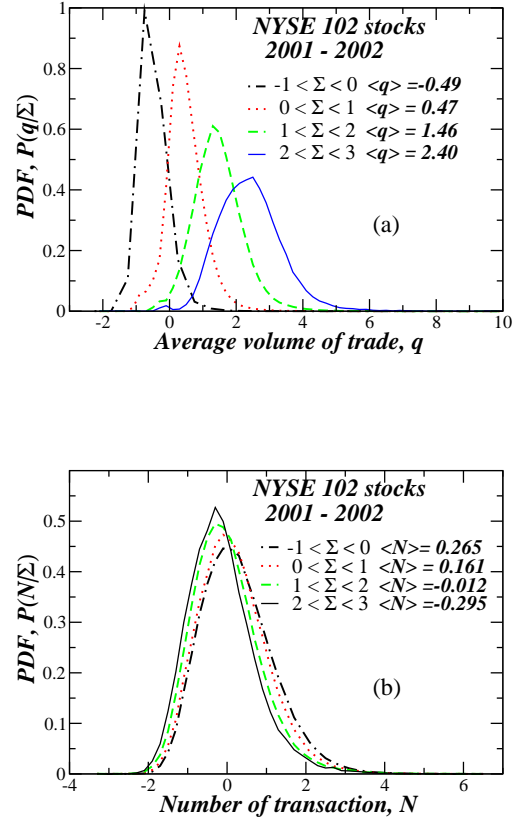 NYSE 102 stocks
2001 - 2002
-1 < Σ < 0 <q> =-0.49
0 < Σ < 1 <q> = 0.47
1 < Σ < 2 <q> = 1.46
2 < Σ < 3 <q> = 2.40
(a)
PDF, P(q/Σ)
1
0.8
0.6
0.4
0.2
0
-2 0 2 4 6 8 10
Average volume of trade, q
NYSE 102 stocks
2001 - 2002
-1 < Σ < 0 <N>= 0.265
0 < Σ < 1 <N>= 0.161
1 < Σ < 2 <N>=-0.012
2 < Σ < 3 <N>=-0.295
(b)
PDF, P(N/Σ)
0.5
0.4
0.3
0.2
0.1
0
-4 -2 0 2 4 6
Number of transaction, N